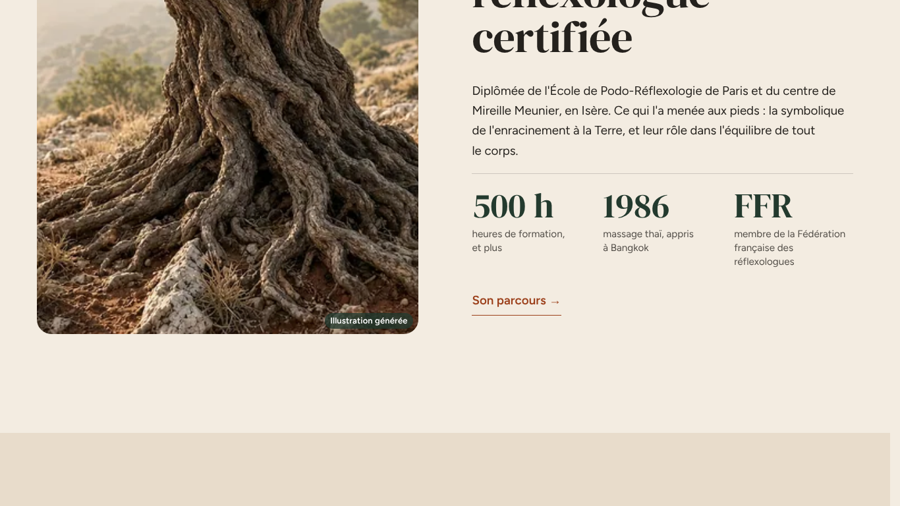 réflexologue
certifiée
Diplômée de l'École de Podo-Réflexologie de Paris et du centre de
Mireille Meunier, en Isère. Ce qui l'a menée aux pieds : la symbolique
de l'enracinement à la Terre, et leur rôle dans l'équilibre de tout
le corps.
500 h
heures de formation,
et plus
1986
massage thaï, appris
à Bangkok
FFR
membre de la Fédération
française des
réflexologues
Son parcours →
Illustration générée